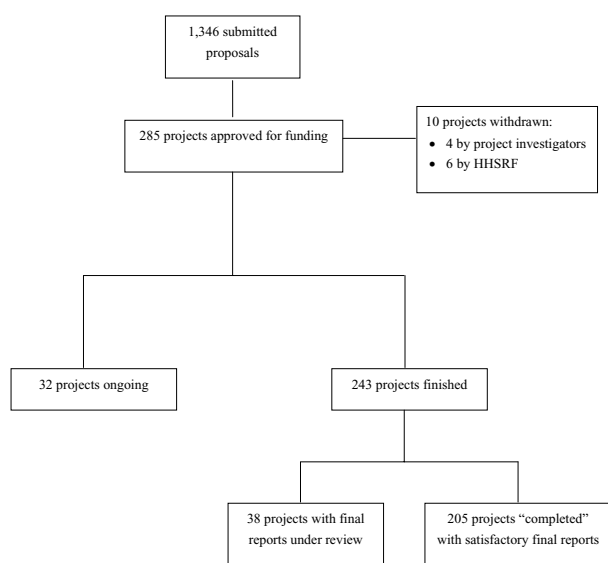 1,346 submitted
proposals
285 projects approved for funding
10 projects withdrawn:
• 4 by project investigators
• 6 by HHSRF
32 projects ongoing
243 projects finished
38 projects with final
reports under review
205 projects “completed”
with satisfactory final reports